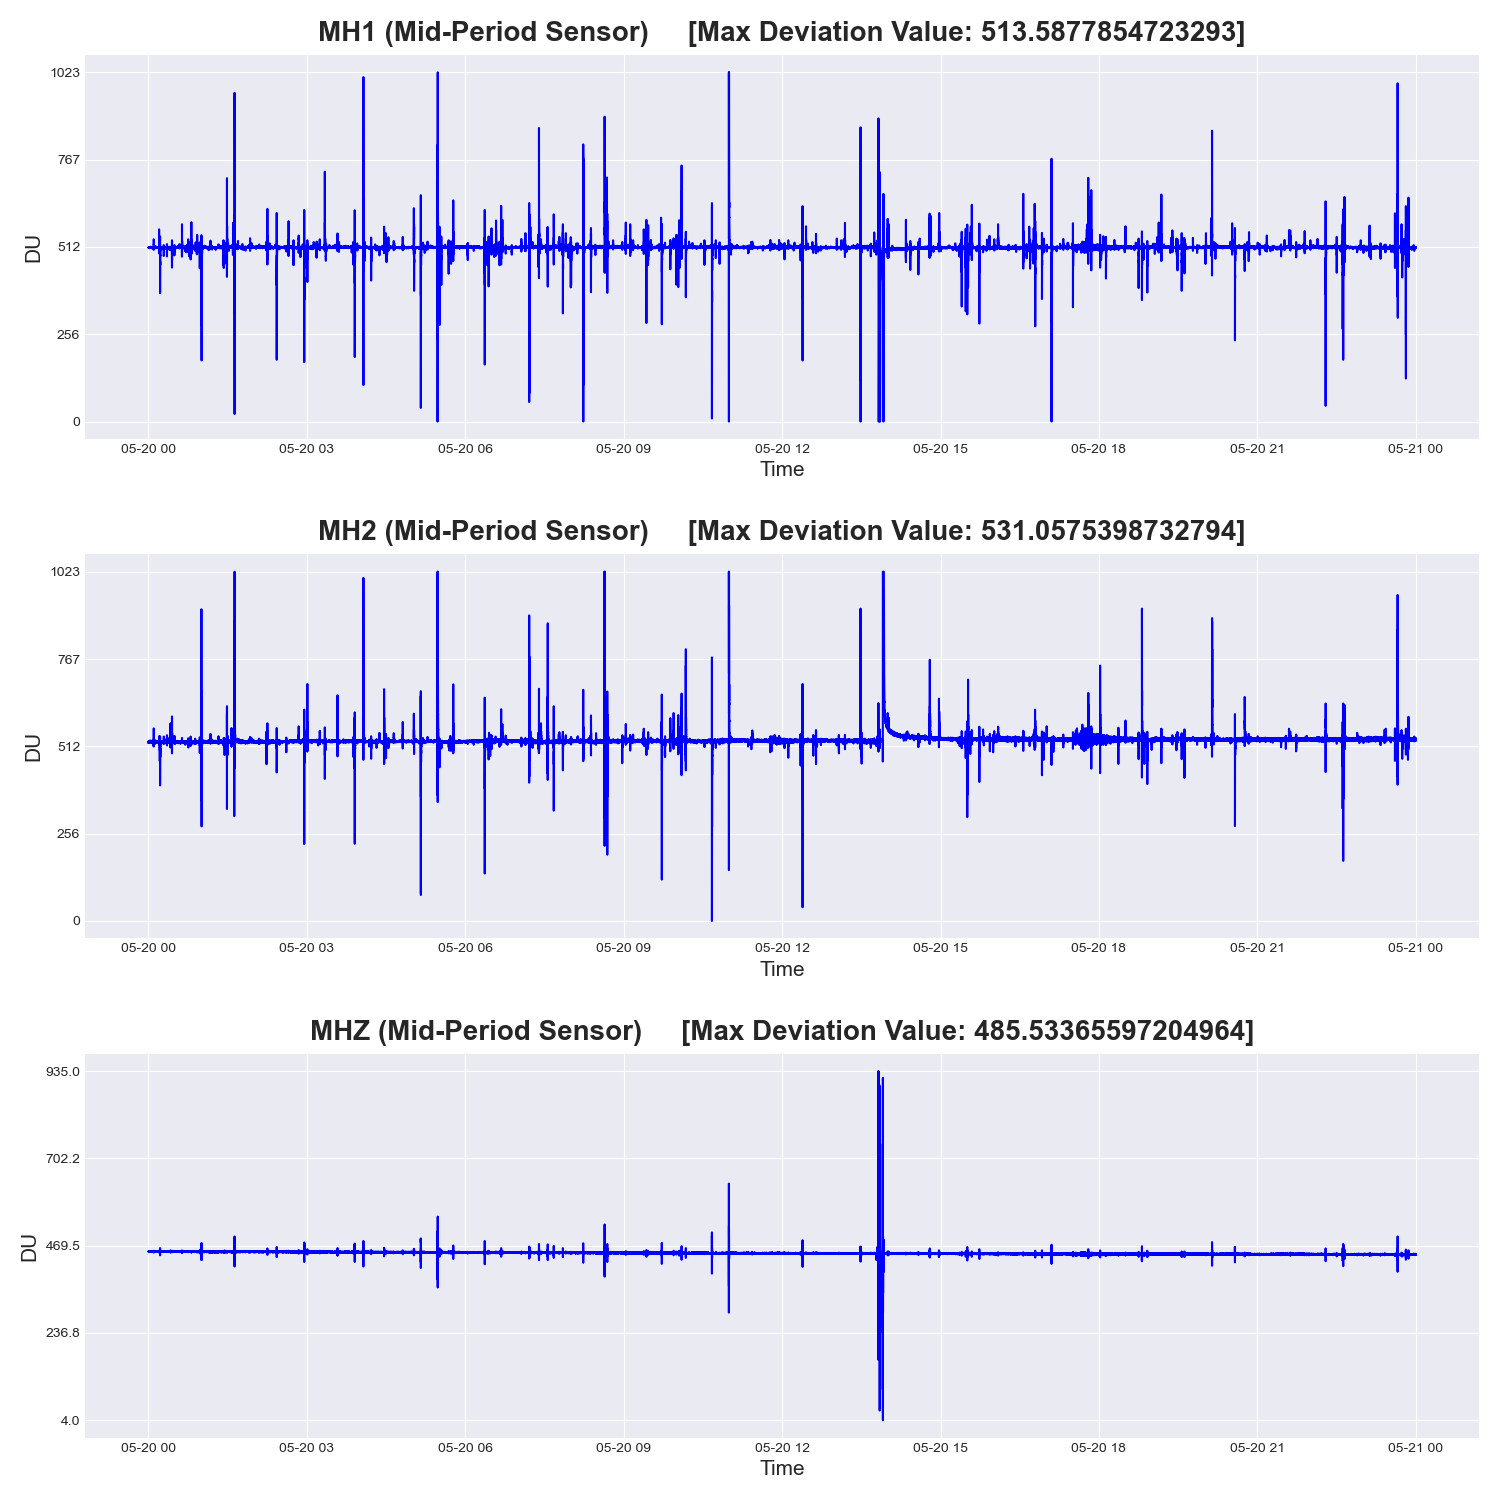 MH1 (Mid-Period Sensor) [Max Deviation Value: 513.5877854723293]
1023
767
512
256
0
DU
05-20 00 05-20 03 05-20 06 05-20 09 05-20 12 05-20 15 05-20 18 05-20 21 05-21 00
Time
MH2 (Mid-Period Sensor) [Max Deviation Value: 531.0575398732794]
1023
767
512
256
0
DU
05-20 00 05-20 03 05-20 06 05-20 09 05-20 12 05-20 15 05-20 18 05-20 21 05-21 00
Time
MHZ (Mid-Period Sensor) [Max Deviation Value: 485.53365597204964]
935.0
702.2
469.5
236.8
4.0
DU
05-20 00 05-20 03 05-20 06 05-20 09 05-20 12 05-20 15 05-20 18 05-20 21 05-21 00
Time